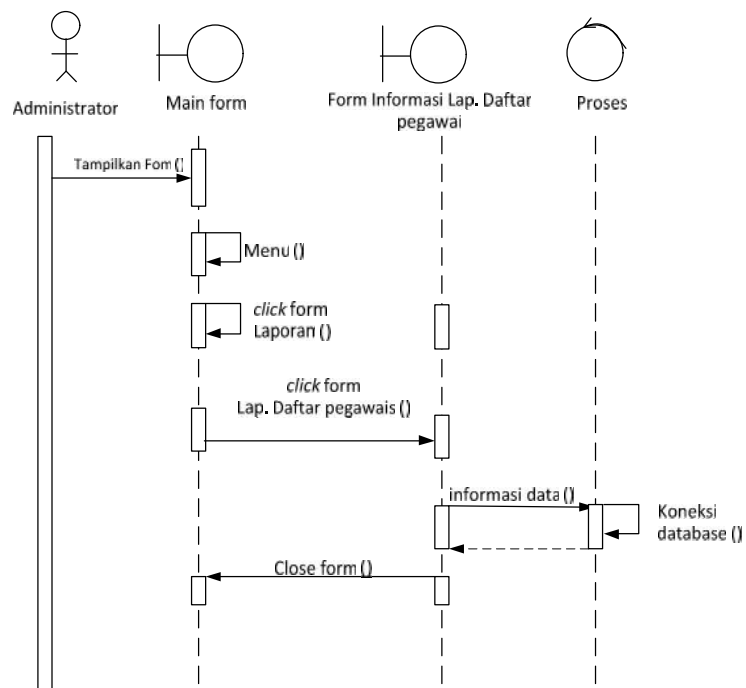 Administrator
Main form
Form Informasi Lap. Daftar
pegawai
Proses
Tampilkan Fom ()
Menu ()
click form
Laporan ()
click form
Lap. Daftar pegawais ()
informasi data ()
Koneksi
database ()
Close form ()